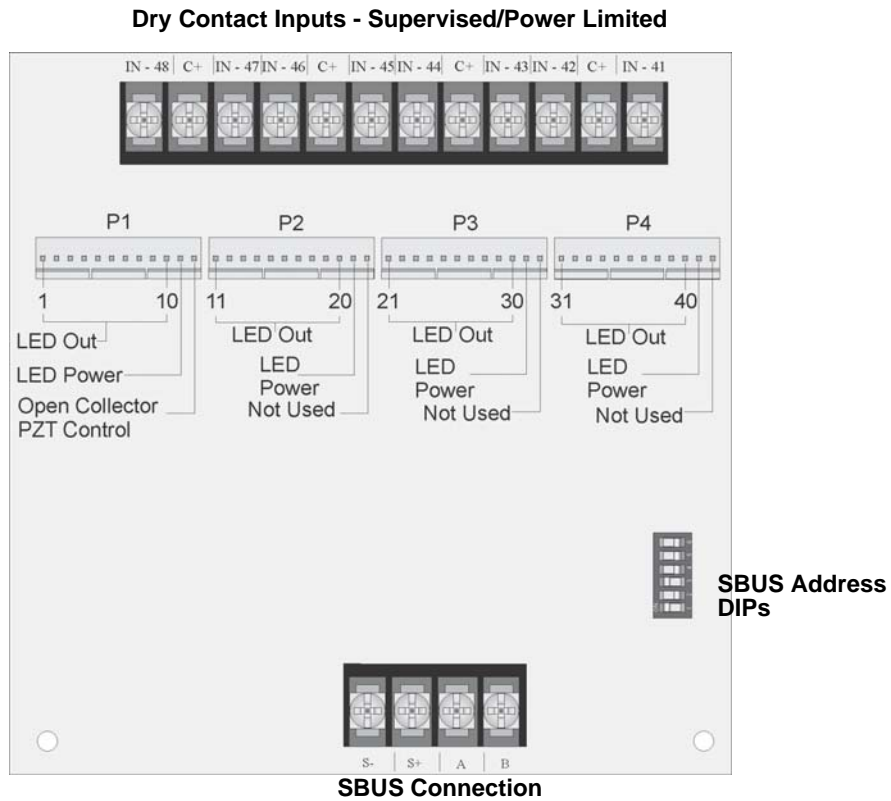 Dry Contact Inputs - Supervised/Power Limited
IN - 48 | C+ | IN - 47 | IN - 46 | C+ | IN - 45 | IN - 44 | C+ | IN - 43 | IN - 42 | C+ | IN - 41
P1 P2 P3 P4
1 10 11 20 21 30 31 40
LED Out LED Out LED Out LED Out
LED Power
LED
Power
LED
Power
LED
Power
Open Collector
PZT Control
Not Used Not Used Not Used
SBUS Address
DIPs
S- | S+ | A | B
SBUS Connection